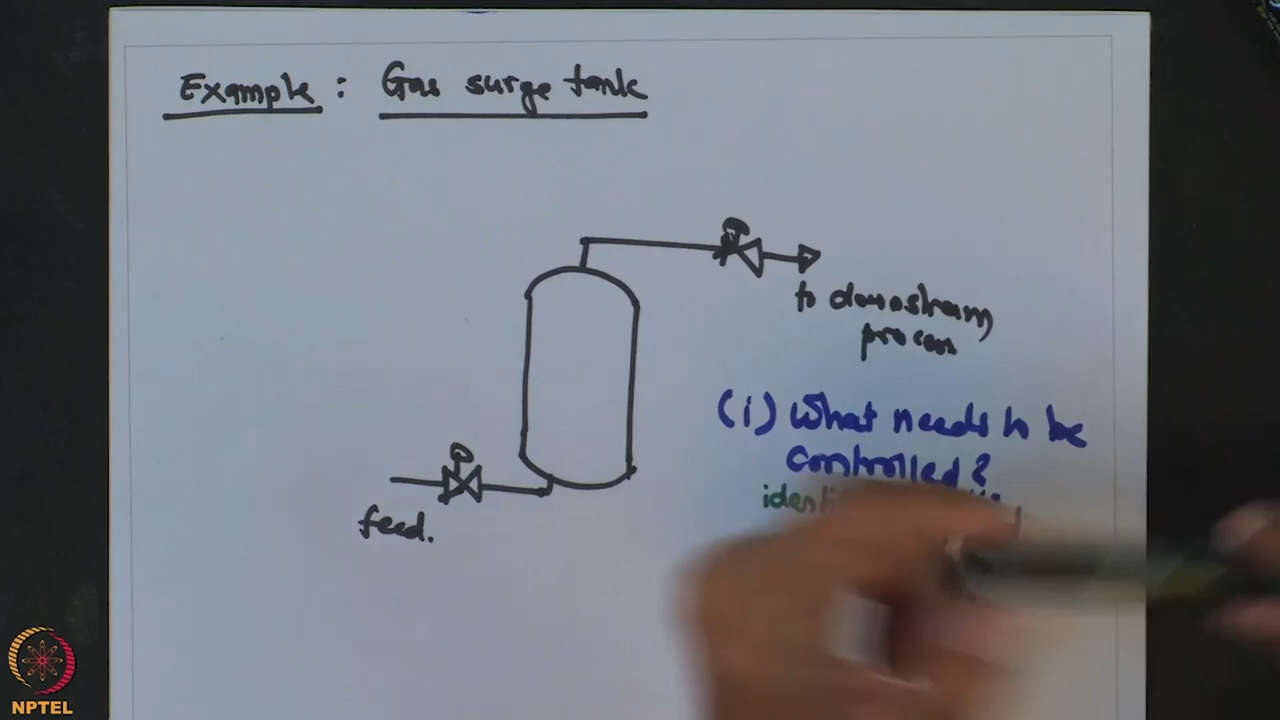 Example : Gas surge tank
to downstream
process
(i) What needs to be
controlled?
feed.
NPTEL